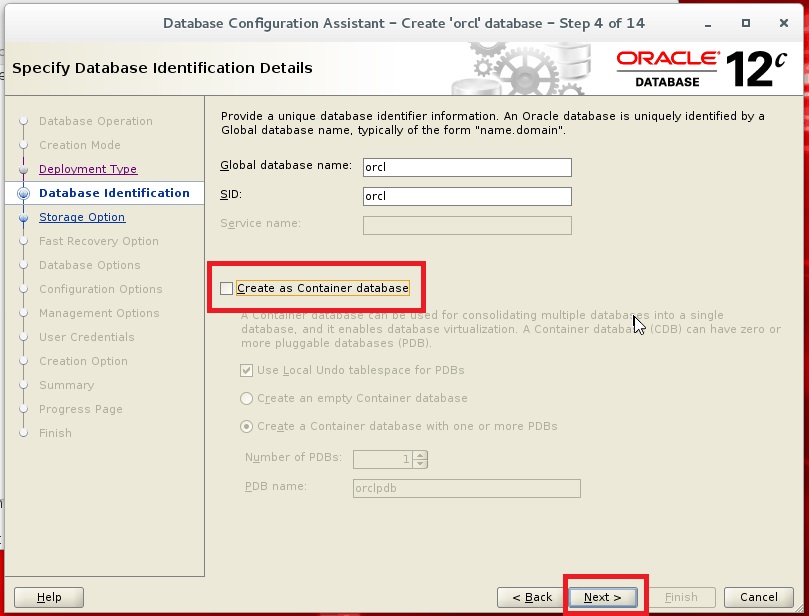 Database Configuration Assistant – Create 'orcl' database – Step 4 of 14
Specify Database Identification Details
ORACLE®
DATABASE
12c
Database Operation
Creation Mode
Deployment Type
Database Identification
Storage Option
Fast Recovery Option
Database Options
Configuration Options
Management Options
User Credentials
Creation Option
Summary
Progress Page
Finish
Provide a unique database identifier information. An Oracle database is uniquely identified by a
Global database name, typically of the form "name.domain".
Global database name: orcl
SID: orcl
Service name:
Create as Container database
A Container database can be used for consolidating multiple databases into a single
database, and it enables database virtualization. A Container database (CDB) can have zero or
more pluggable databases (PDB).
Use Local Undo tablespace for PDBs
Create an empty Container database
Create a Container database with one or more PDBs
Number of PDBs: 1
PDB name: orclpdb
Help
< Back
Next >
Finish
Cancel